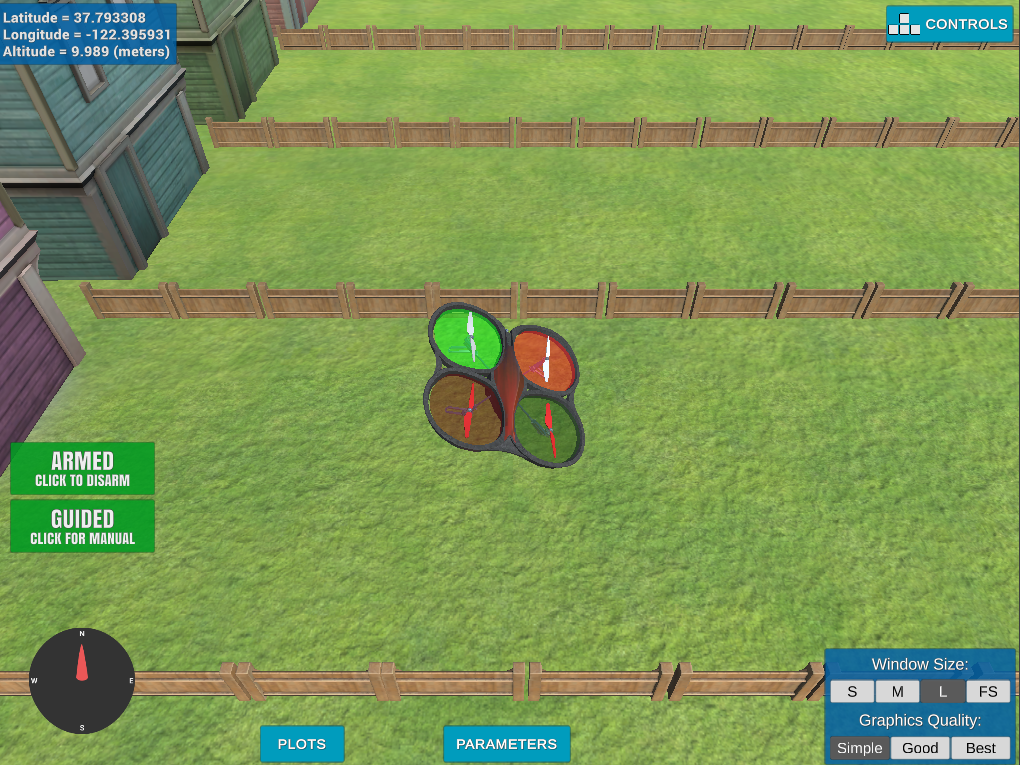 Latitude = 37.793308
Longitude = -122.395931
Altitude = 9.989 (meters)
CONTROLS
ARMED
CLICK TO DISARM
GUIDED
CLICK FOR MANUAL
N
W E
S
PLOTS
PARAMETERS
Window Size:
S M L FS
Graphics Quality:
Simple Good Best